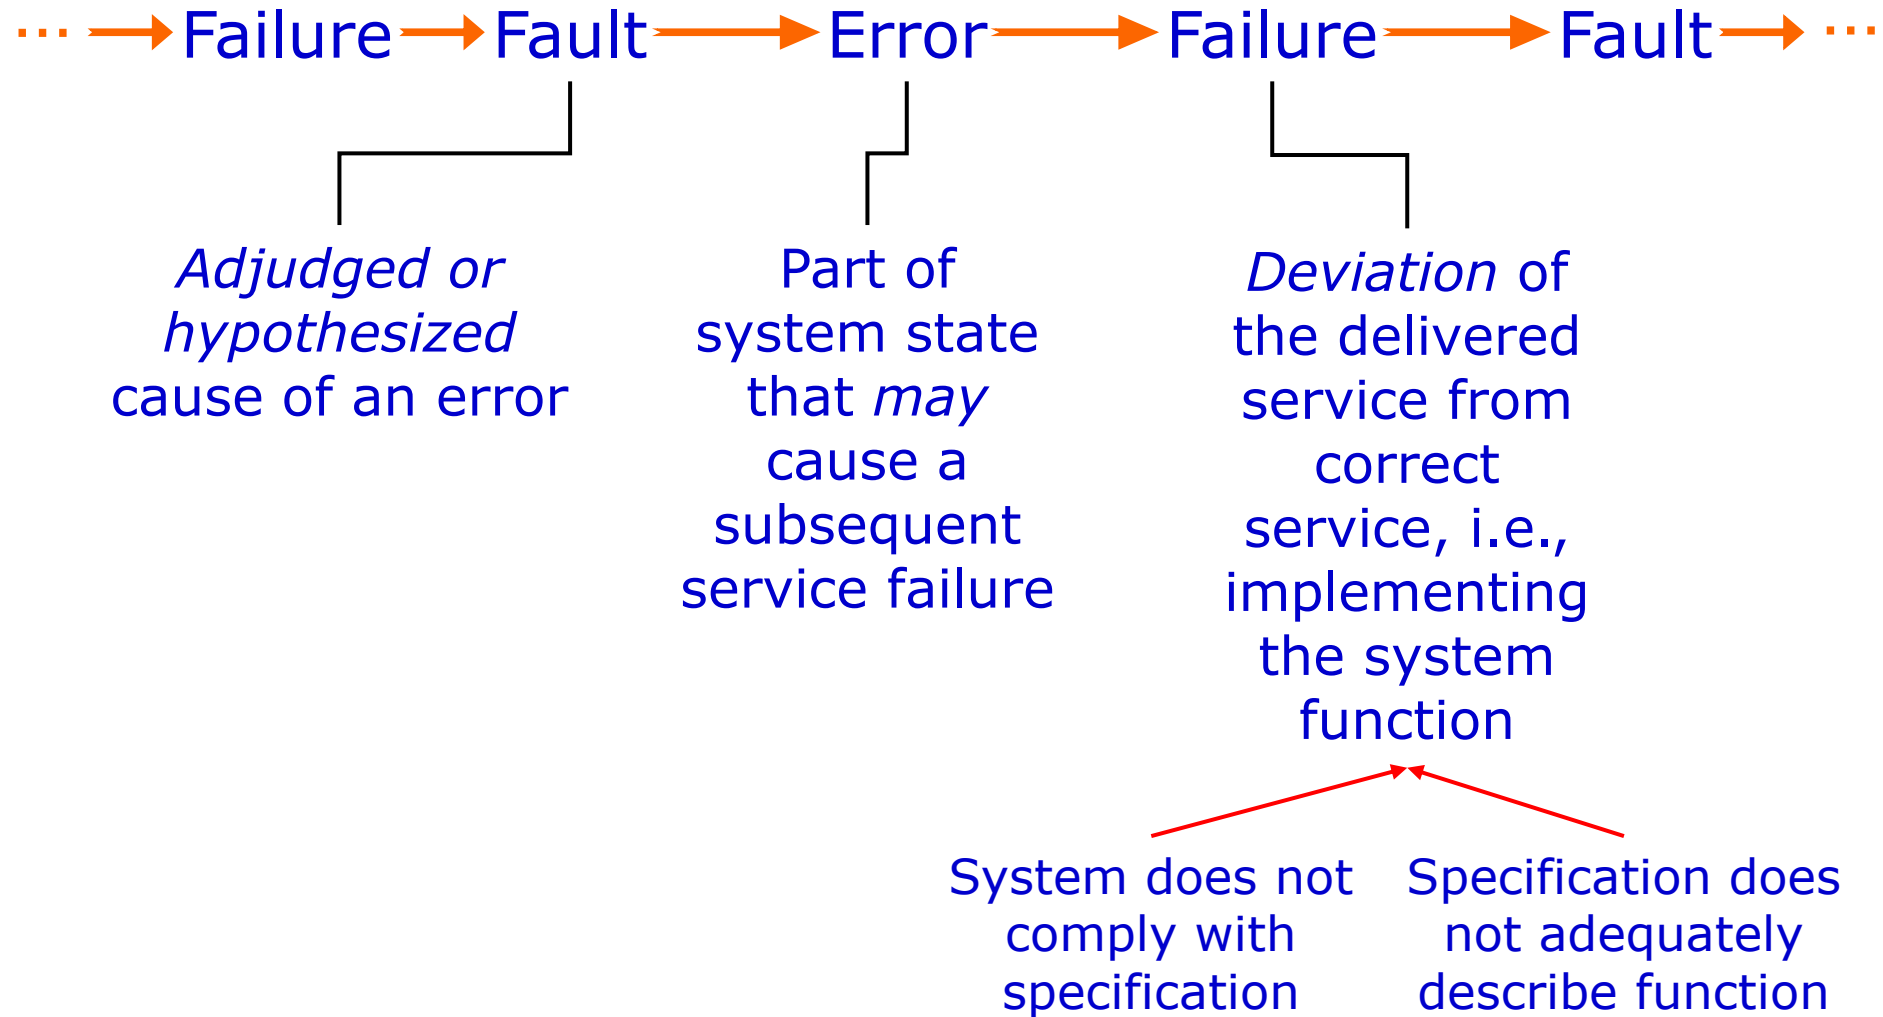 ... Failure Fault Error Failure Fault ...
Adjudged or
hypothesized
cause of an error
Part of
system state
that may
cause a
subsequent
service failure
Deviation of
the delivered
service from
correct
service, i.e.,
implementing
the system
function
System does not
comply with
specification
Specification does
not adequately
describe function